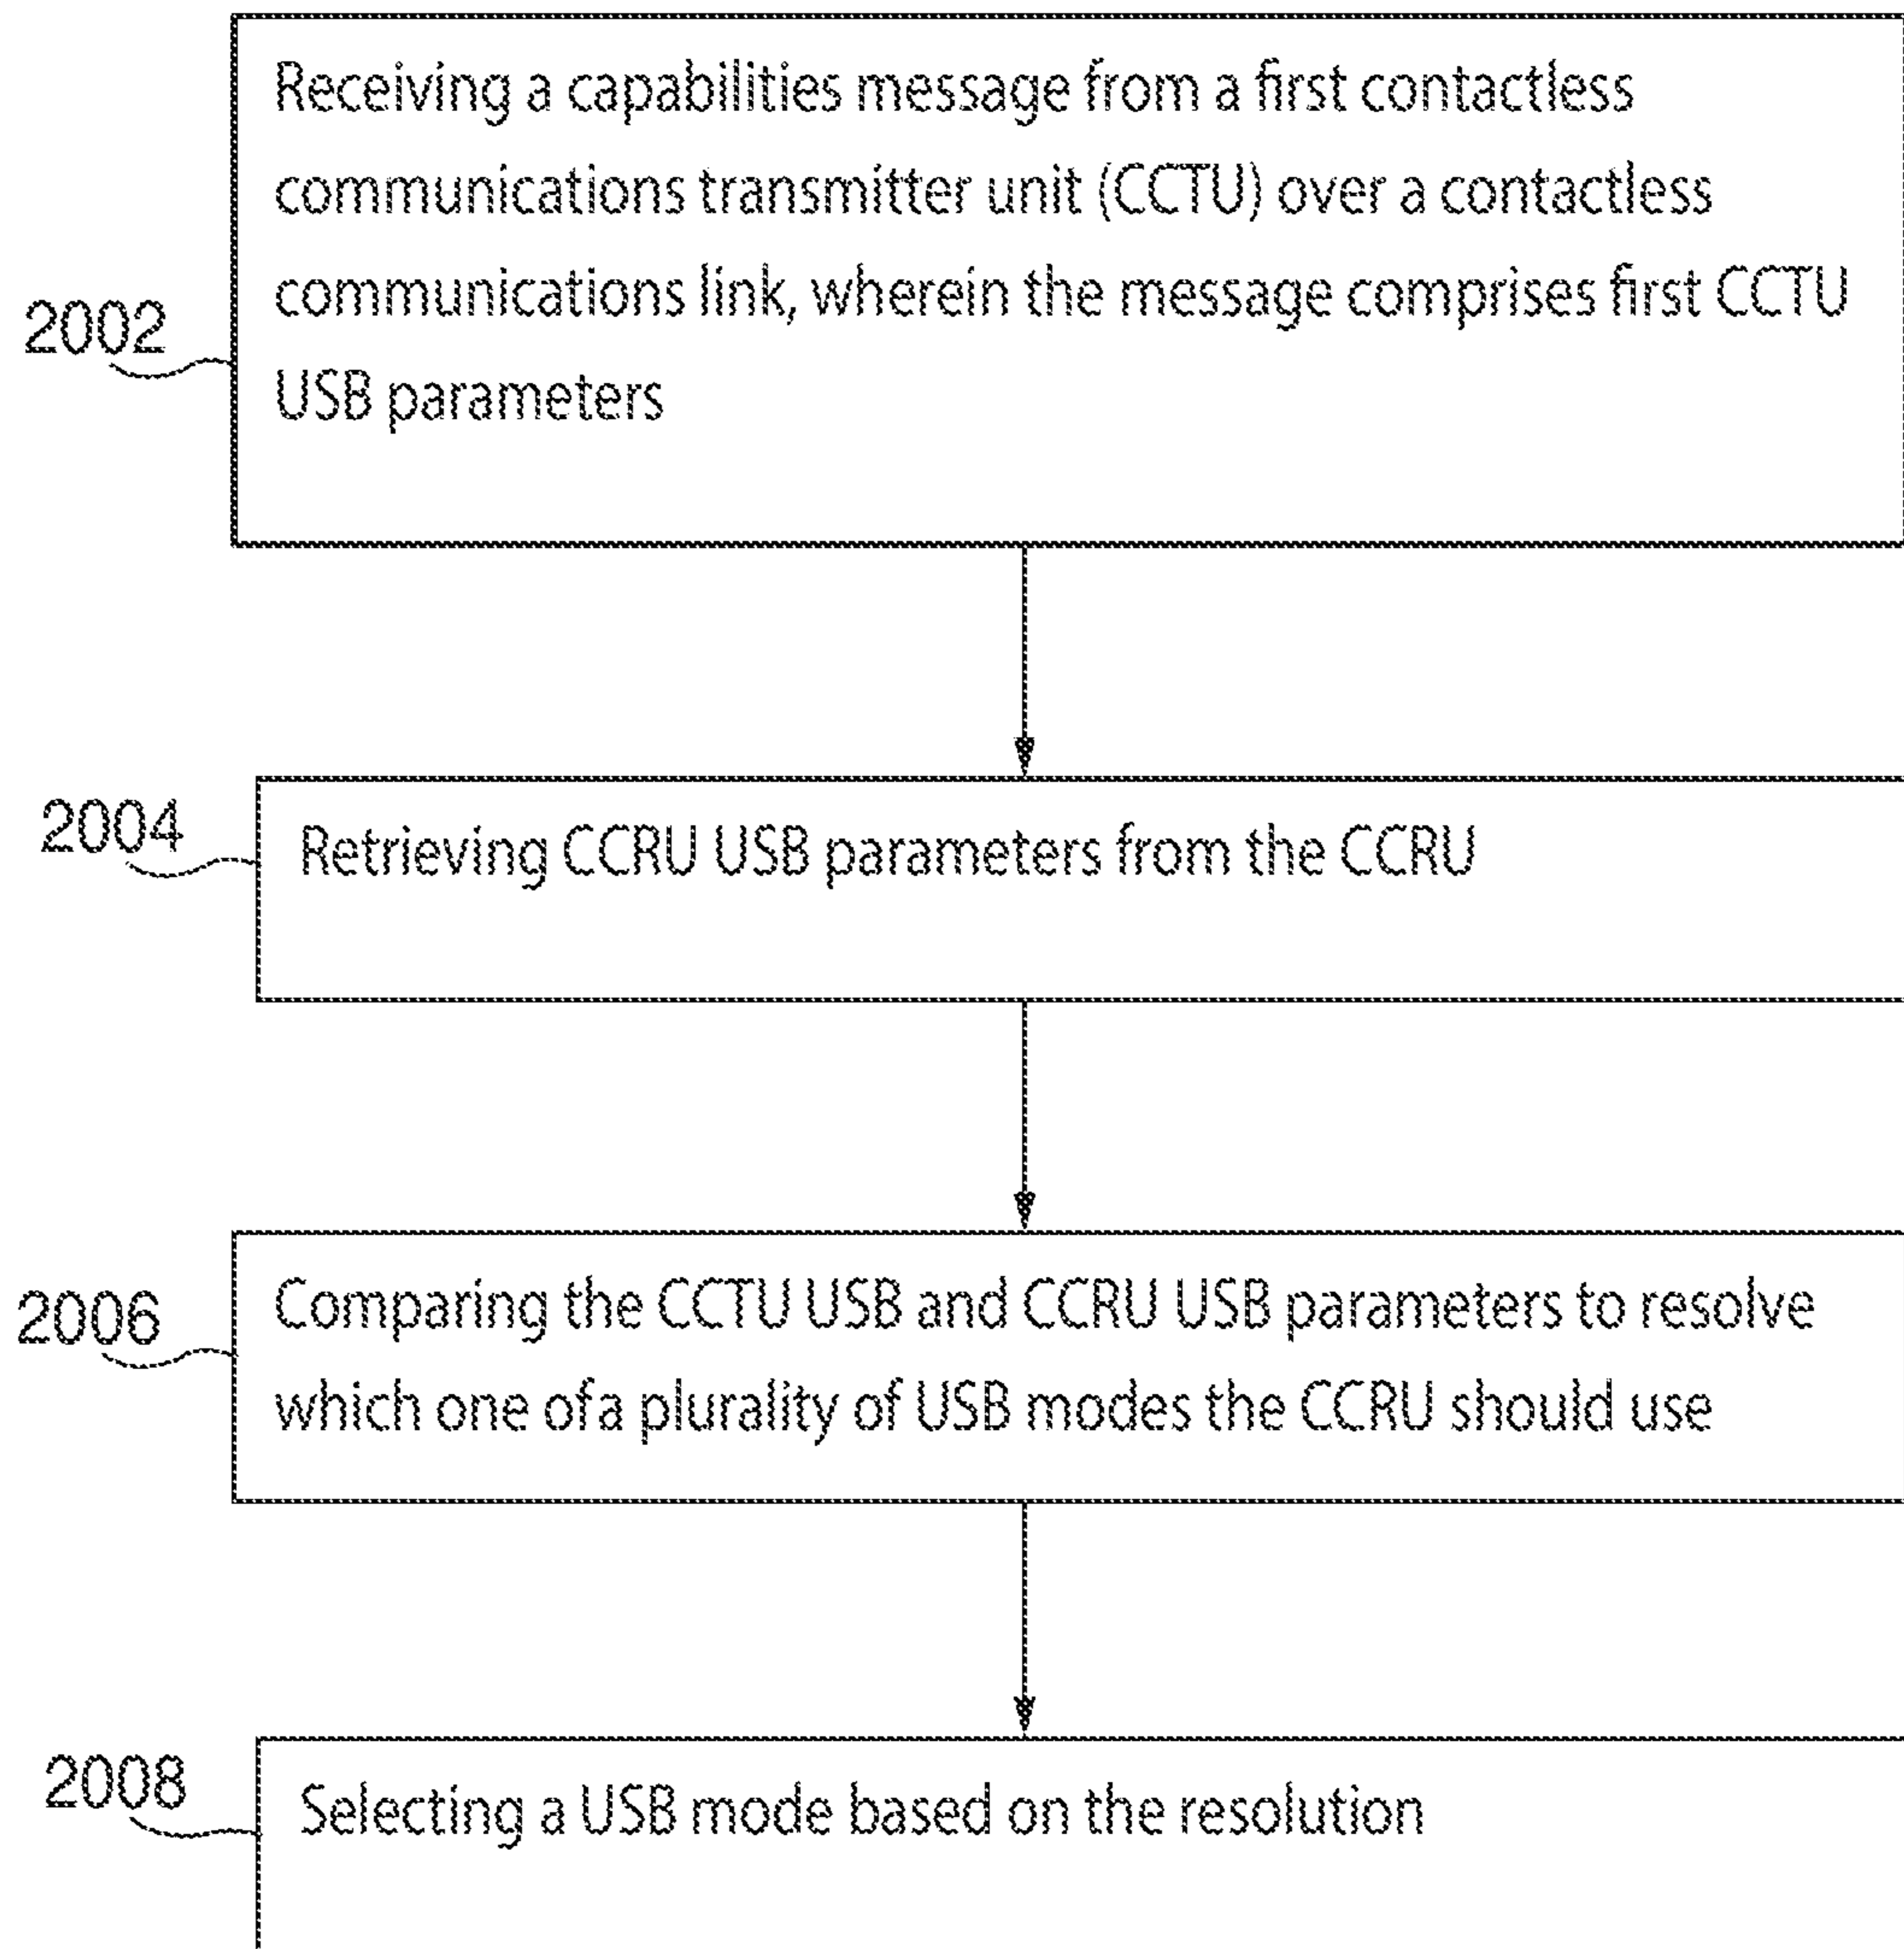 Receiving a capabilities message from a first contactless
communications transmitter unit (CCTU) over a contactless
communications link, wherein the message comprises first CCTU
2002
USB parameters
2004
Retrieving CCRU USB parameters from the CCRU
2006
Comparing the CCTU USB and CCRU USB parameters to resolve
which one ofa plurality of USB modes the CCRU should use
2008
Selecting a USB mode based on the resolution